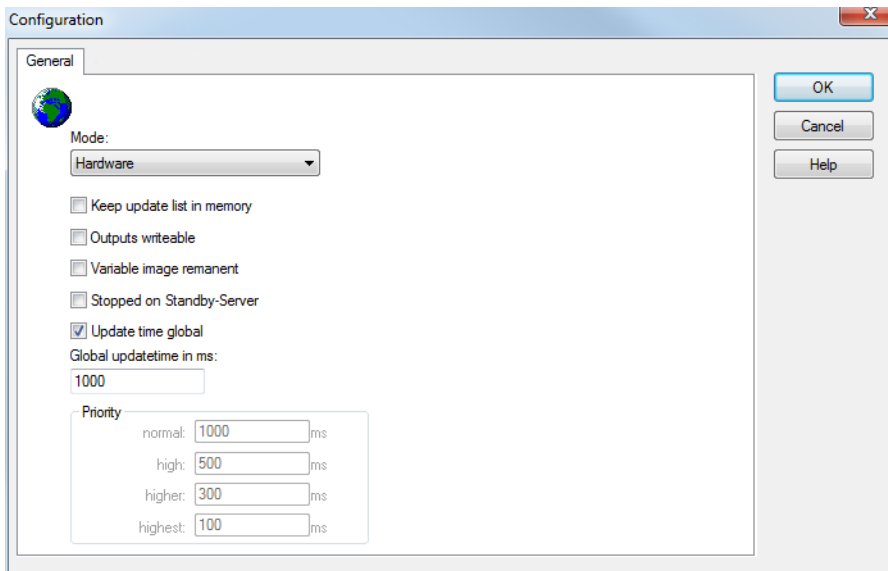 Configuration
General
OK
Cancel
Help
Mode:
Hardware
Keep update list in memory
Outputs writeable
Variable image remanent
Stopped on Standby-Server
Update time global
Global updatetime in ms:
1000
Priority
normal: 1000 ms
high: 500 ms
higher: 300 ms
highest: 100 ms